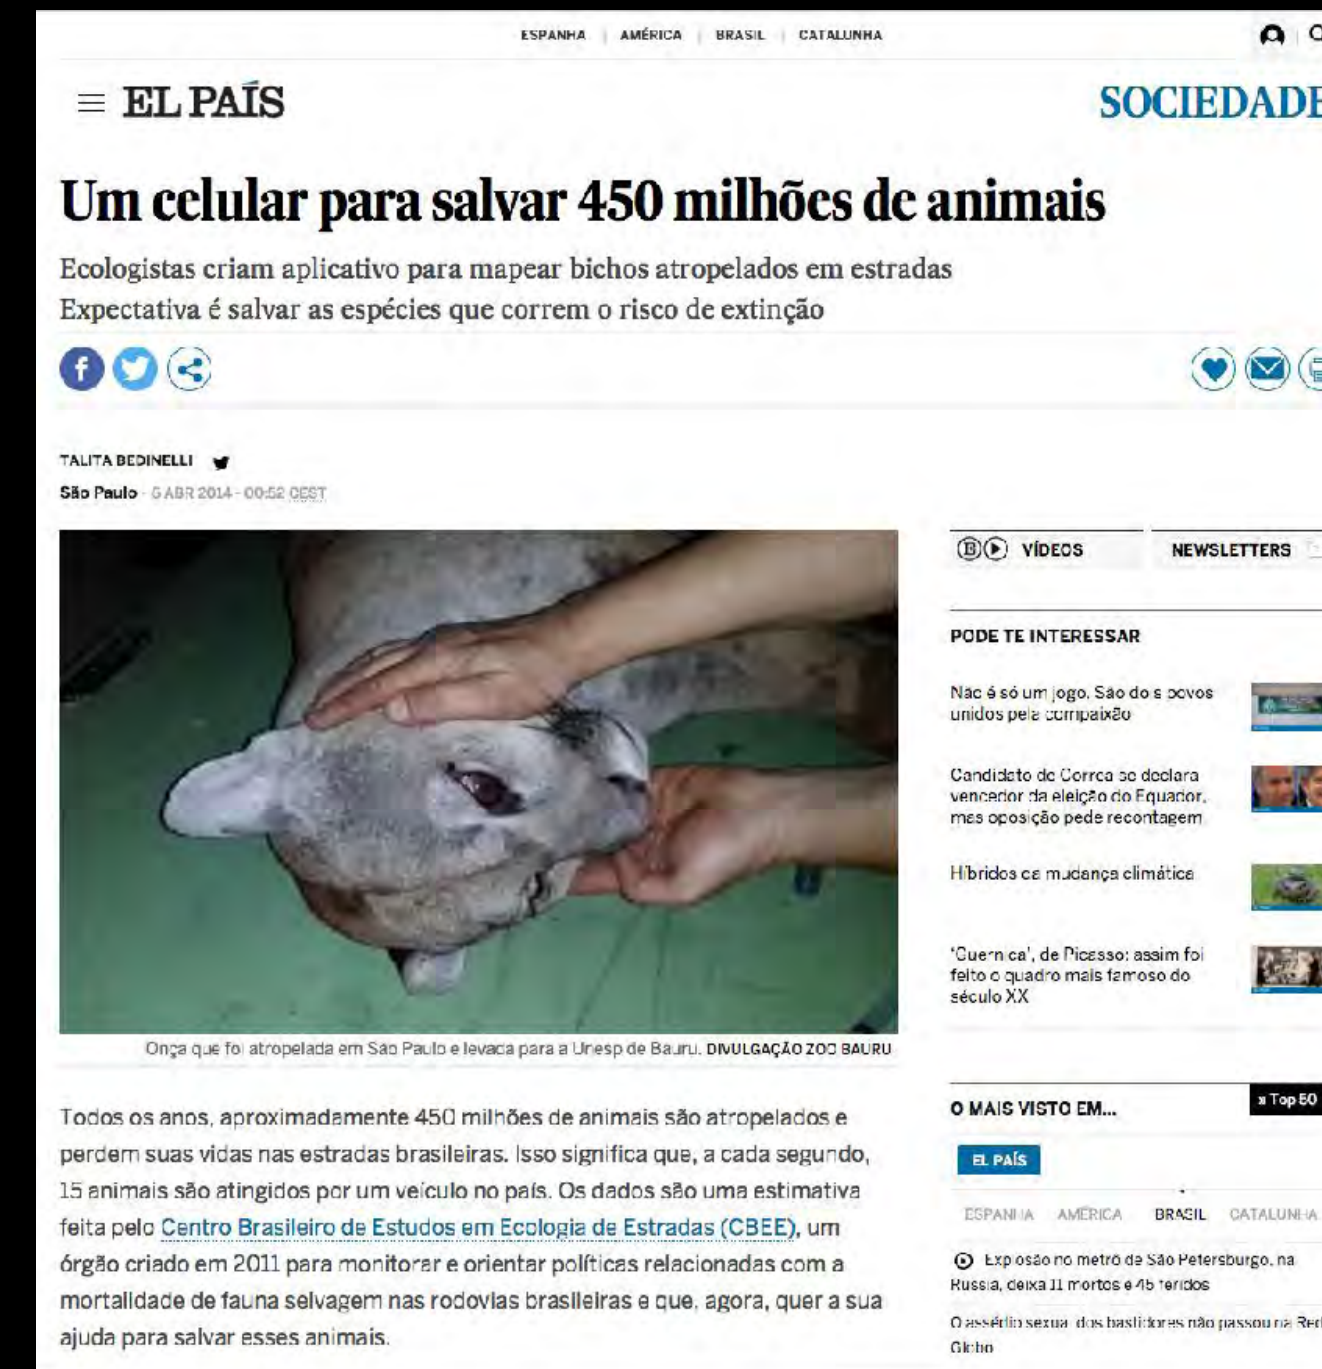 ESPANHA | AMÉRICA | BRASIL | CATALUNHA
EL PAÍS
SOCIEDADE
Um celular para salvar 450 milhões de animais
Ecologistas criam aplicativo para mapear bichos atropelados em estradas
Expectativa é salvar as espécies que correm o risco de extinção
TALITA BEDINELLI
São Paulo - 6 ABR 2014 - 00:52 CEST
Onça que foi atropelada em São Paulo e levada para a Unesp de Bauru. DIVULGAÇÃO ZOO BAURU
Todos os anos, aproximadamente 450 milhões de animais são atropelados e
perdem suas vidas nas estradas brasileiras. Isso significa que, a cada segundo,
15 animais são atingidos por um veículo no país. Os dados são uma estimativa
feita pelo Centro Brasileiro de Estudos em Ecologia de Estradas (CBEE), um
órgão criado em 2011 para monitorar e orientar políticas relacionadas com a
mortalidade de fauna selvagem nas rodovias brasileiras e que, agora, quer a sua
ajuda para salvar esses animais.
VÍDEOS
NEWSLETTERS
PODE TE INTERESSAR
Não é só um jogo. São dois povos
unidos pela compaixão
Candidato de Correa se declara
vencedor da eleição do Equador,
mas oposição pede recontagem
Híbridos da mudança climática
'Guernica', de Picasso: assim foi
feito o quadro mais famoso do
século XX
O MAIS VISTO EM...
» Top 50
EL PAÍS
ESPANHA AMÉRICA BRASIL CATALUNHA
Explosão no metrô de São Petersburgo, na
Rússia, deixa 11 mortos e 45 feridos
O assédio sexual dos bastidores não passou na Red
Globo